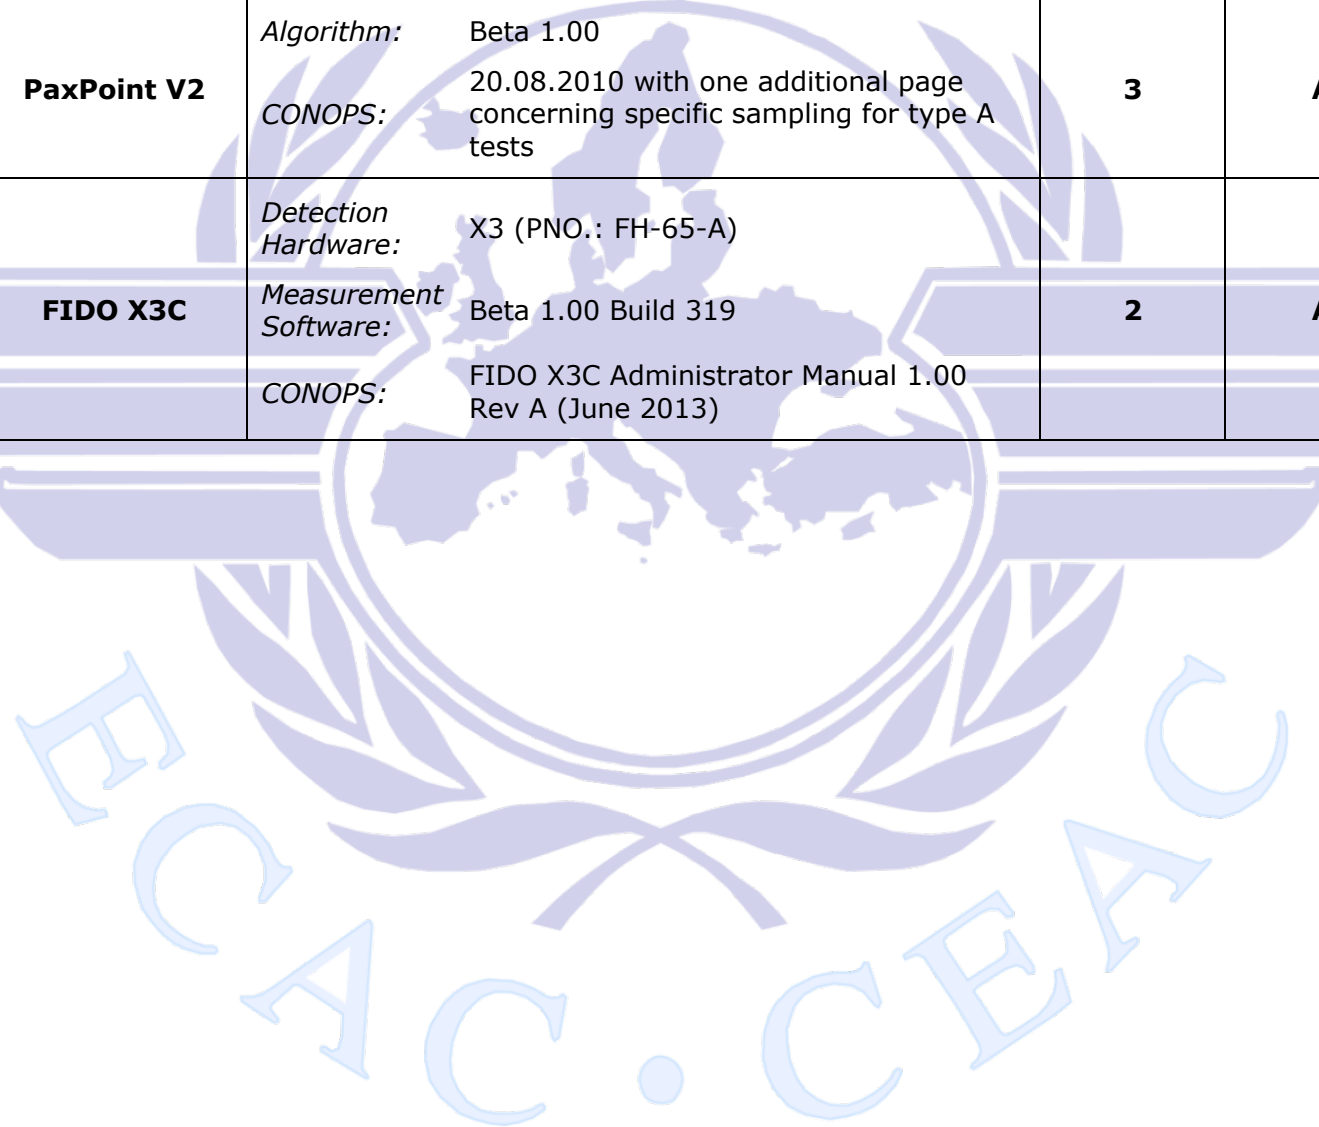 Algorithm: Beta 1.00
PaxPoint V2
CONOPS:
20.08.2010 with one additional page
concerning specific sampling for type A
tests
3
Detection
Hardware:
X3 (PNO.: FH-65-A)
FIDO X3C
Measurement
Software:
Beta 1.00 Build 319
2
CONOPS:
FIDO X3C Administrator Manual 1.00
Rev A (June 2013)
ECAC · CEAC